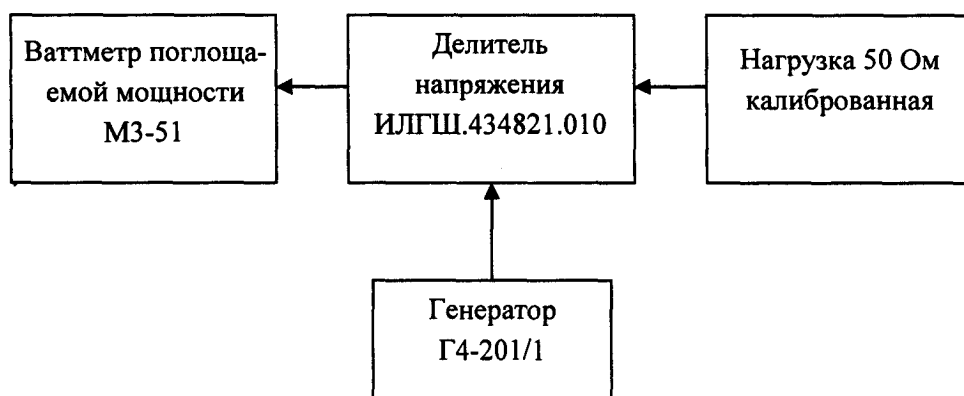 Ваттметр поглоща-
емой мощности
М3-51
Делитель
напряжения
ИЛГШ.434821.010
Нагрузка 50 Ом
калиброванная
Генератор
Г4-201/1